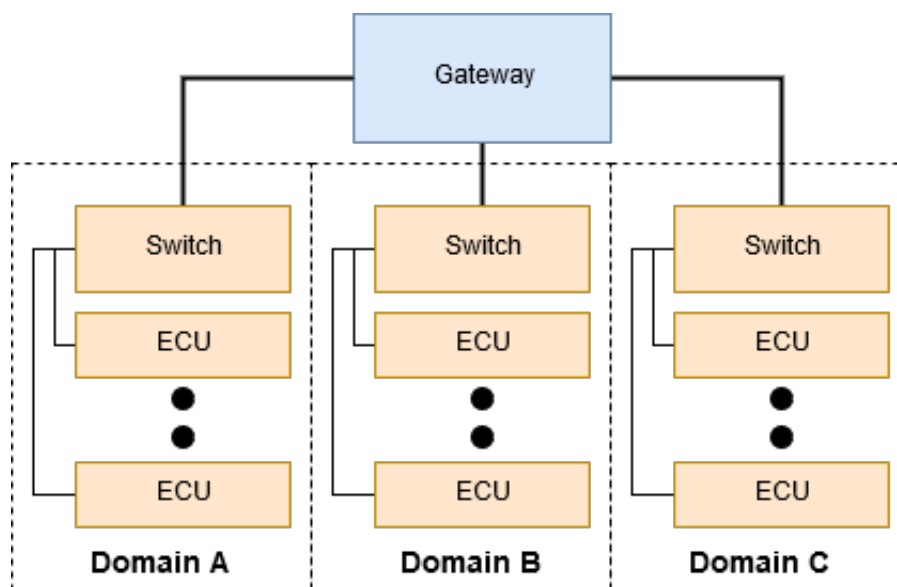 Gateway
Switch
Switch
Switch
ECU
ECU
ECU
ECU
ECU
ECU
Domain A
Domain B
Domain C